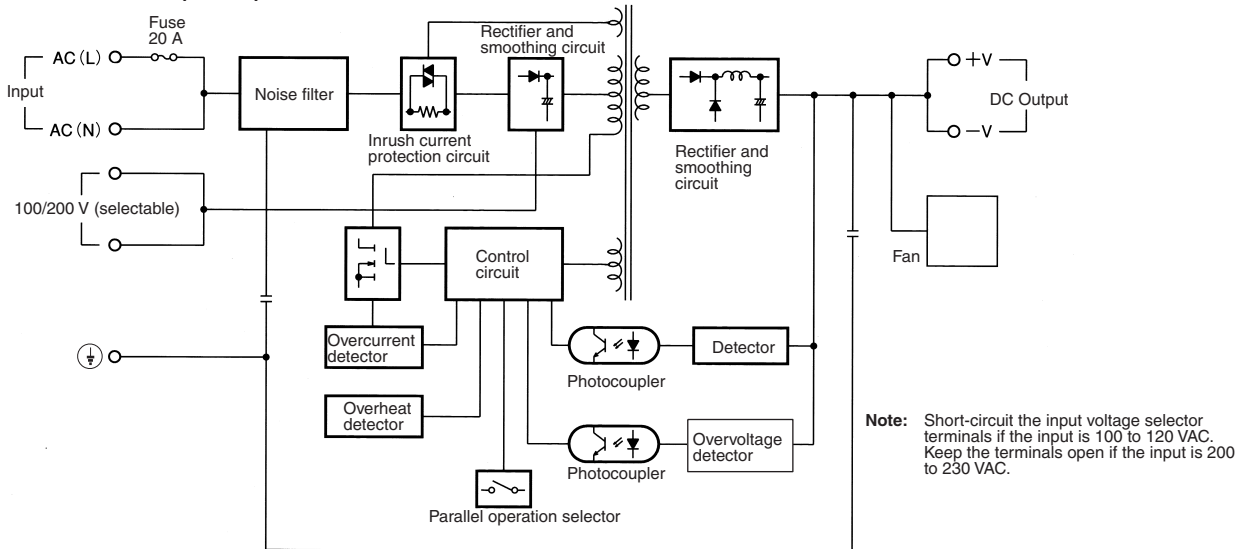 Fuse
20 A
AC (L)
Input
AC (N)
Noise filter
Inrush current
protection circuit
Rectifier and
smoothing circuit
Rectifier and
smoothing
circuit
+V
DC Output
−V
100/200 V (selectable)
Control
circuit
Fan
Overcurrent
detector
Photocoupler
Detector
Overheat
detector
Photocoupler
Overvoltage
detector
Parallel operation selector
Note: Short-circuit the input voltage selector
terminals if the input is 100 to 120 VAC.
Keep the terminals open if the input is 200
to 230 VAC.